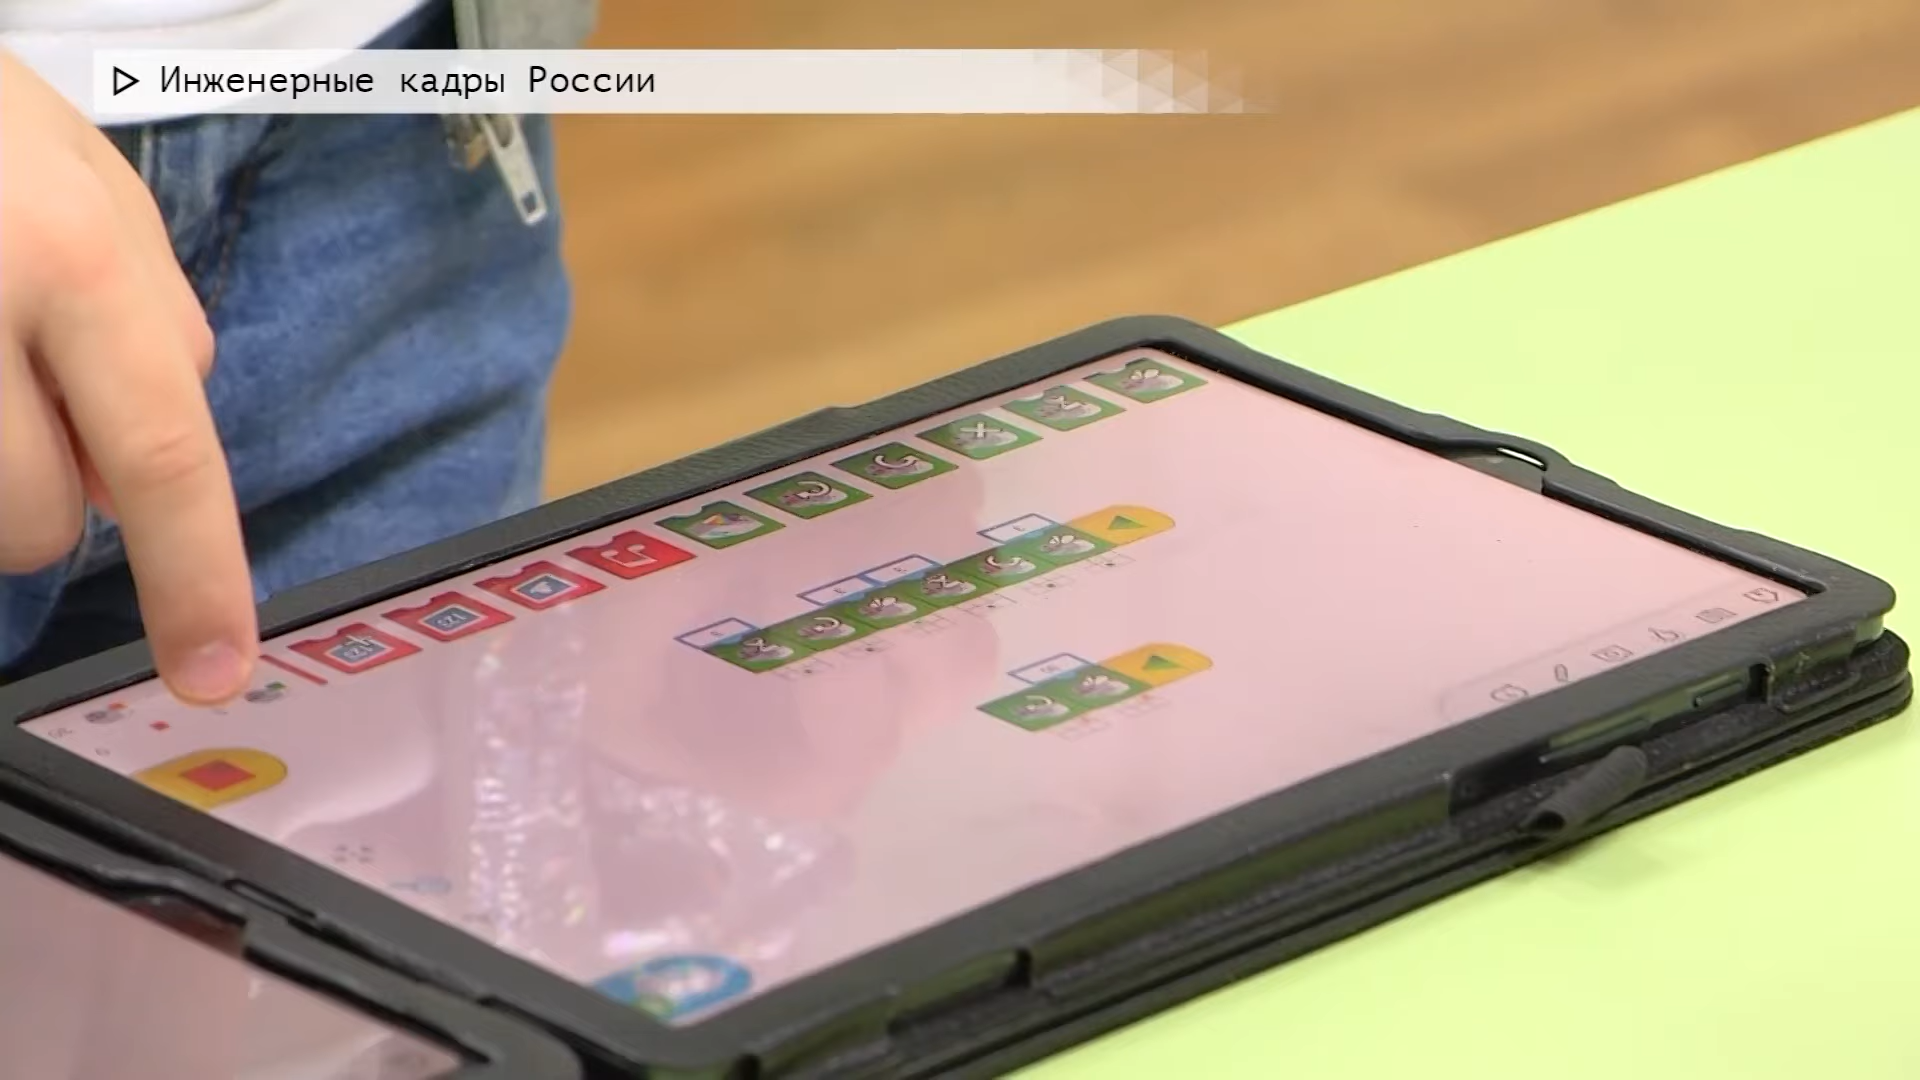 Инженерные кадры России